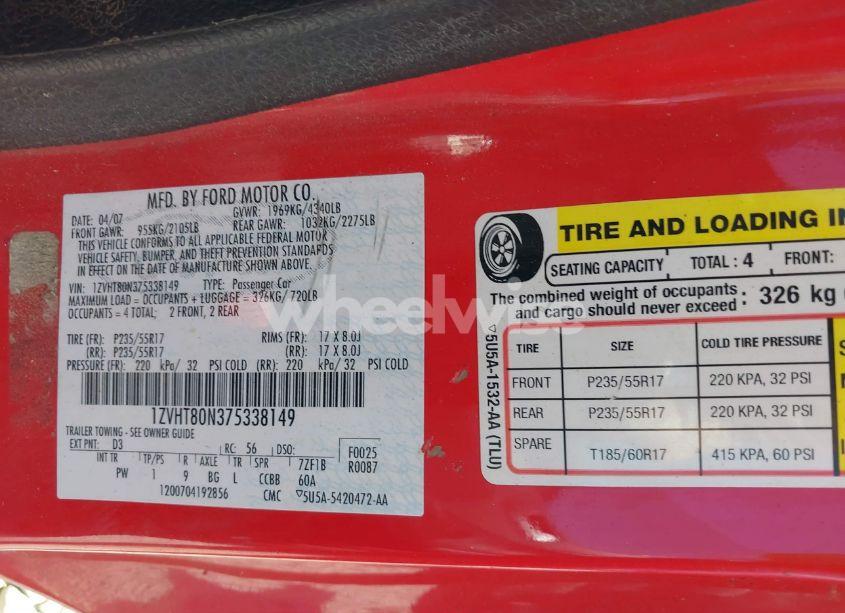 MFD. BY FORD MOTOR CO.
DATE: 04/07 GVWR: 1969KG/4340LB
FRONT GAWR: 955KG/2105LB REAR GAWR: 1032KG/2275LB
THIS VEHICLE CONFORMS TO ALL APPLICABLE FEDERAL MOTOR
VEHICLE SAFETY, BUMPER, AND THEFT PREVENTION STANDARDS
IN EFFECT ON THE DATE OF MANUFACTURE SHOWN ABOVE.
VIN: 1ZVHT80N375338149 TYPE: Passenger Car
MAXIMUM LOAD = OCCUPANTS + LUGGAGE = 326KG/720LB
OCCUPANTS = 4 TOTAL; 2 FRONT, 2 REAR
TIRE (FR): P235/55R17 RIMS (FR): 17 X 8.0J
(RR): P235/55R17 (RR): 17 X 8.0J
PRESSURE (FR): 220 kPa/ 32 PSI COLD (RR): 220 kPa/ 32 PSI COLD
1ZVHT80N375338149
TRAILER TOWING - SEE OWNER GUIDE
EXT PNT: D3 RC: 56 DSO: F0025
INT TR TP/PS R AXLE TR SPR 7ZF1B R0087
PW 1 9 BG L CCBB 60A
1200704192856 CMC ▽5U5A-5420472-AA
TIRE AND LOADING IN
SEATING CAPACITY TOTAL : 4 FRONT:
The combined weight of occupants
and cargo should never exceed : 326 kg
▽5U5A-1532-AA (TLU)
TIRE SIZE COLD TIRE PRESSURE
FRONT P235/55R17 220 KPA, 32 PSI
REAR P235/55R17 220 KPA, 32 PSI
SPARE T185/60R17 415 KPA, 60 PSI
wheelwiss